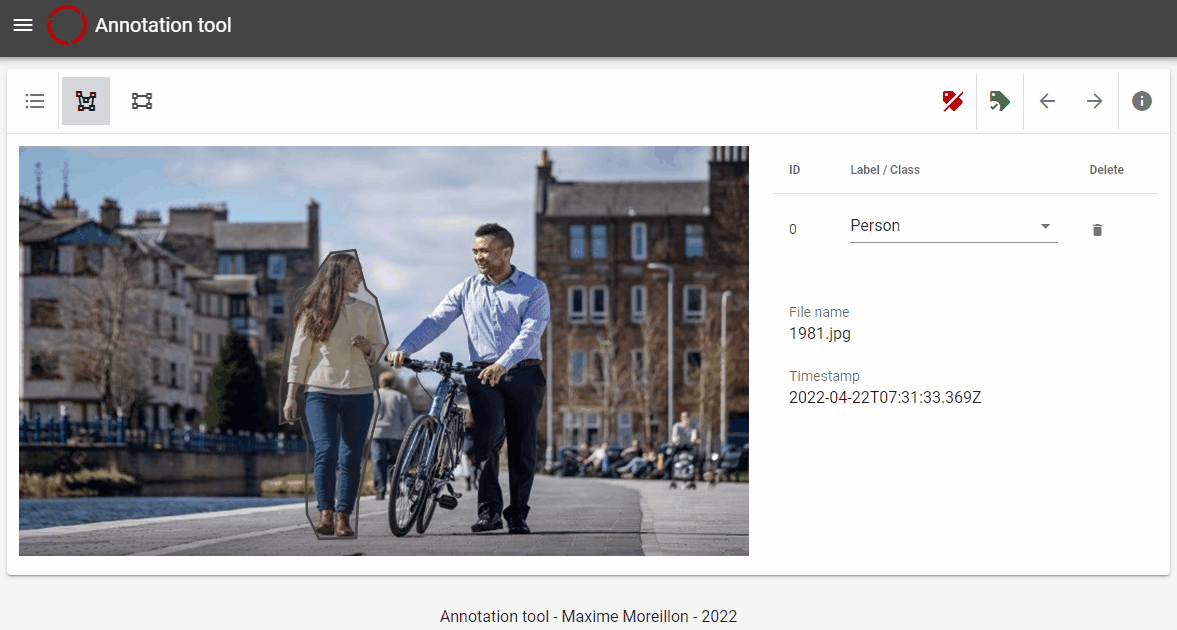 Annotation tool
ID Label / Class Delete
0 Person
File name
1981.jpg
Timestamp
2022-04-22T07:31:33.369Z
Annotation tool - Maxime Moreillon - 2022